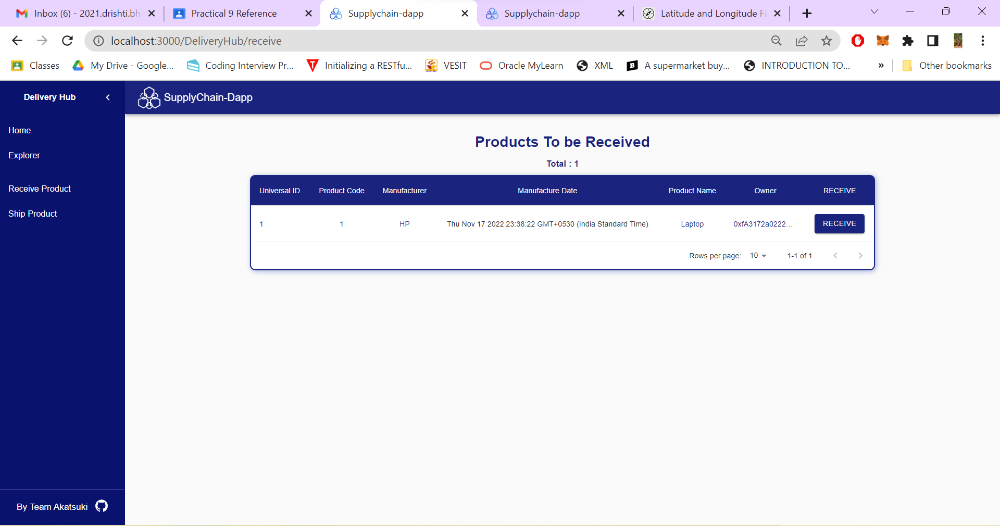 Inbox (6) - 2021.drishti.bh
Practical 9 Reference
Supplychain-dapp
Supplychain-dapp
Latitude and Longitude Fi
localhost:3000/DeliveryHub/receive
Classes
My Drive - Google...
Coding Interview Pr...
Initializing a RESTfu...
VESIT
Oracle MyLearn
XML
A supermarket buy...
INTRODUCTION TO...
»
Other bookmarks
Delivery Hub
SupplyChain-Dapp
Home
Explorer
Receive Product
Ship Product
Products To be Received
Total : 1
Universal ID Product Code Manufacturer Manufacture Date Product Name Owner RECEIVE
1 1 HP Thu Nov 17 2022 23:38:22 GMT+0530 (India Standard Time) Laptop 0xfA3172a0222... RECEIVE
Rows per page: 10 1-1 of 1
By Team Akatsuki